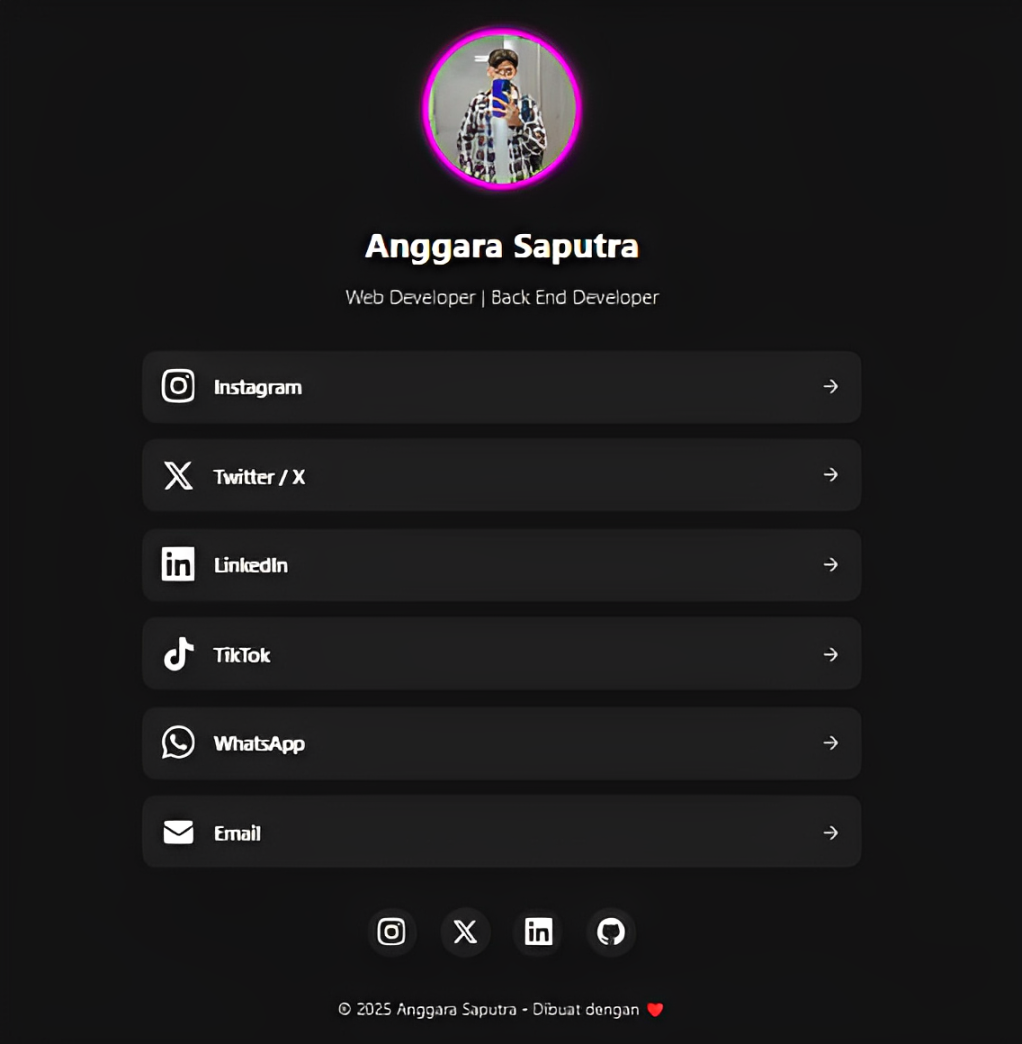 Anggara Saputra
Web Developer | Back End Developer
Instagram
Twitter / X
LinkedIn
TikTok
WhatsApp
Email
© 2025 Anggara Saputra - Dibuat dengan ❤️